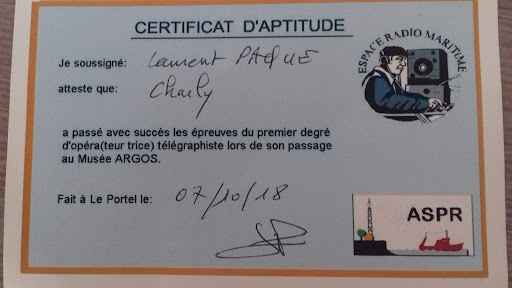 CERTIFICAT D'APTITUDE
ESPACE RADIO MARITIME
Je soussigné: Laurent PAQUE
atteste que: Charly
a passé avec succès les épreuves du premier degré
d'opéra(teur trice) télégraphiste lors de son passage
au Musée ARGOS.
Fait à Le Portel le: 07/10/18
ASPR